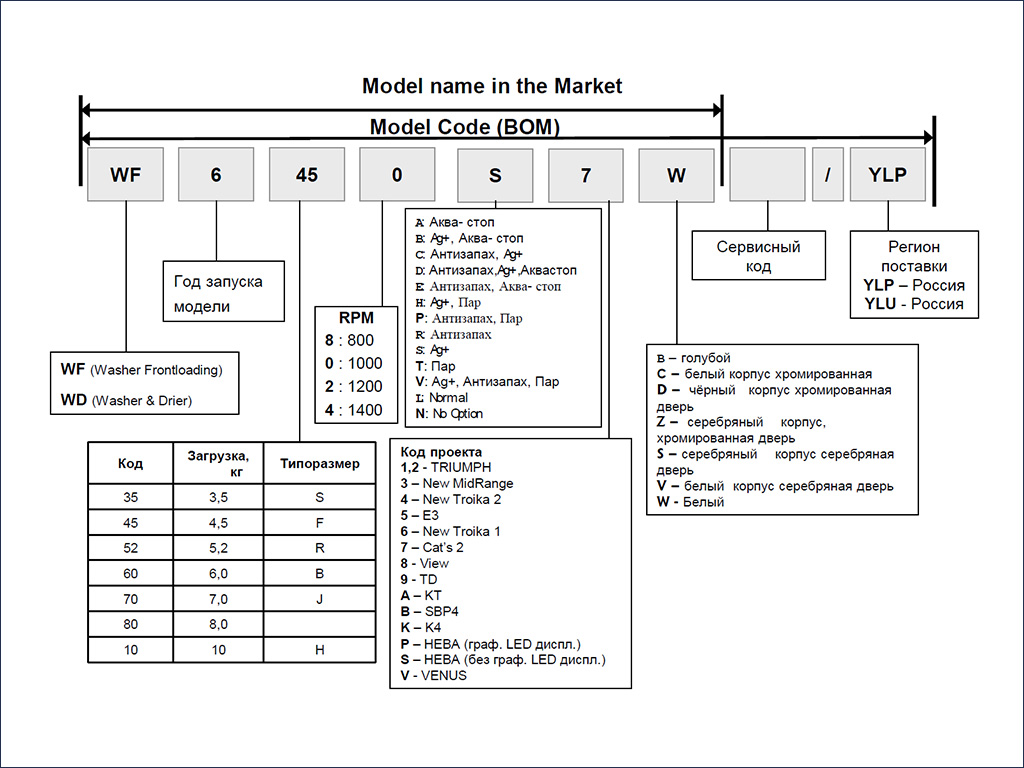 Model name in the Market
Model Code (BOM)
WF 6 45 0 S 7 W / YLP
Год запуска
модели
WF (Washer Frontloading)
WD (Washer & Drier)
RPM
8 : 800
0 : 1000
2 : 1200
4 : 1400
A: Аква- стоп
B: Ag+, Аква- стоп
C: Антизапах, Ag+
D: Антизапах,Ag+,Аквастоп
E: Антизапах, Аква- стоп
H: Ag+, Пар
P: Антизапах, Пар
R: Антизапах
S: Ag+
T: Пар
V: Ag+, Антизапах, Пар
L: Normal
N: No Option
Сервисный
код
Регион
поставки
YLP – Россия
YLU - Россия
B – голубой
C – белый корпус хромированная
D – чёрный корпус хромированная
дверь
Z – серебряный корпус,
хромированная дверь
S – серебряный корпус серебряная
дверь
V – белый корпус серебряная дверь
W - Белый
Код Загрузка, кг Типоразмер
35 3,5 S
45 4,5 F
52 5,2 R
60 6,0 B
70 7,0 J
80 8,0
10 10 H
Код проекта
1,2 - TRIUMPH
3 – New MidRange
4 – New Troika 2
5 – E3
6 – New Troika 1
7 – Cat's 2
8 - View
9 - TD
A – KT
B – SBP4
K – K4
P – НЕВА (граф. LED диспл.)
S – НЕВА (без граф. LED диспл.)
V - VENUS